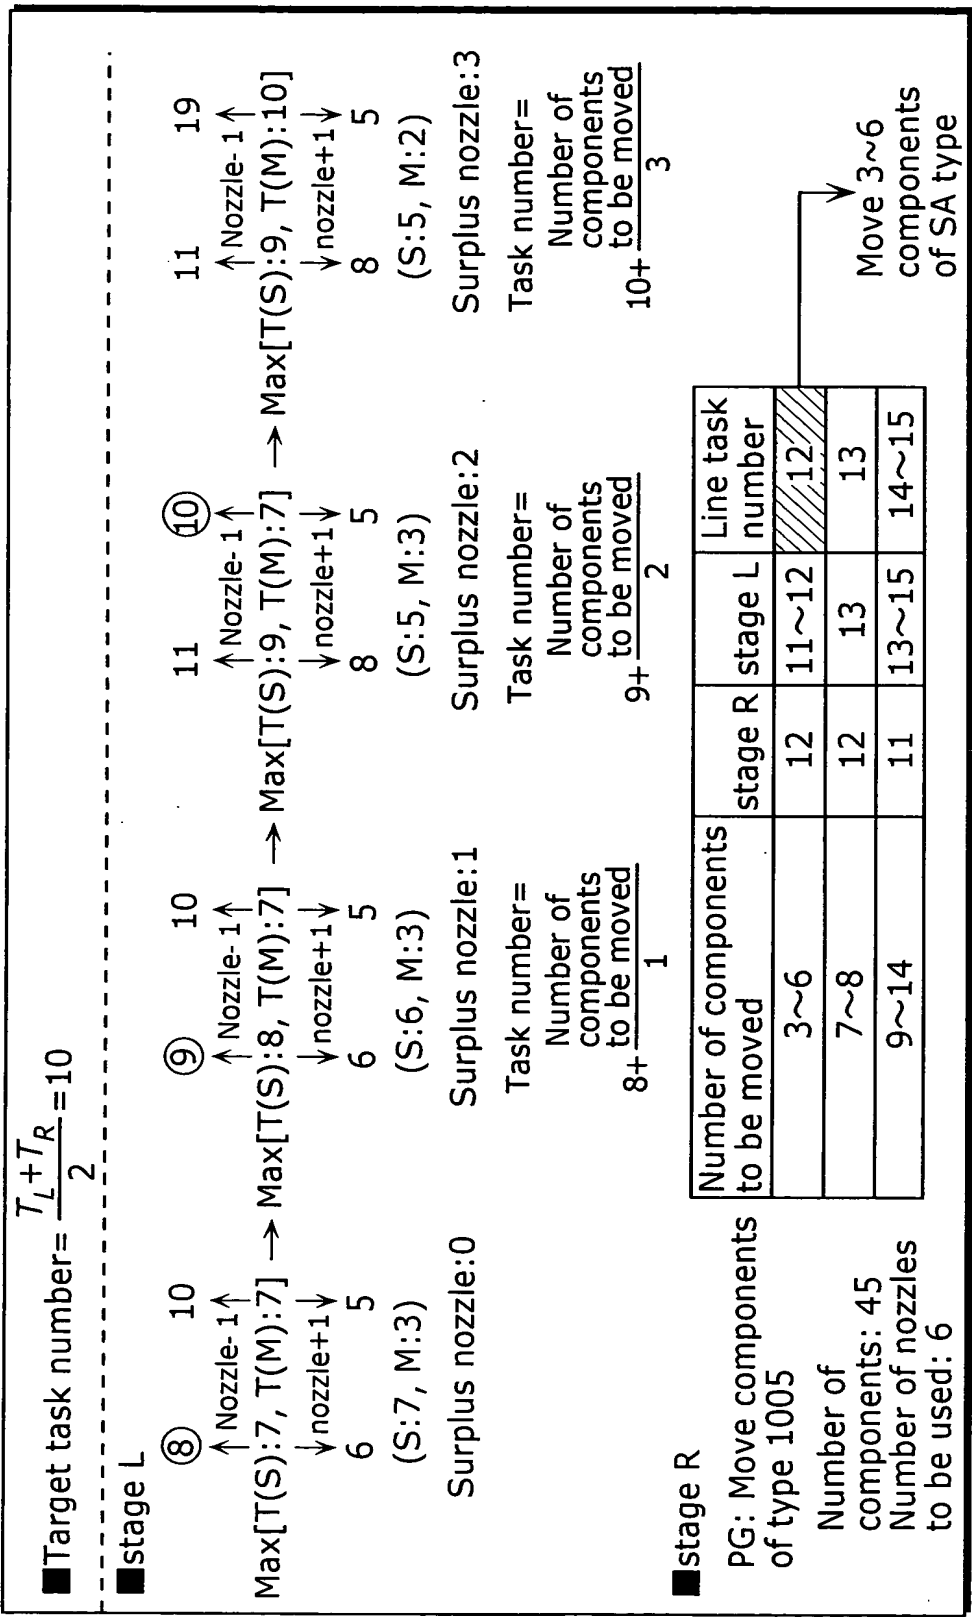 ■Target task number= (T_L+T_R)/2 =10
■stage L
⑧ 10
Nozzle-1
Max[T(S):7, T(M):7]
nozzle+1
6 5
(S:7, M:3)
Surplus nozzle:0
→
⑨ 10
Nozzle-1
Max[T(S):8, T(M):7]
nozzle+1
6 5
(S:6, M:3)
Surplus nozzle:1
Task number=
Number of
components
8+ to be moved
1
→
11 ⑩
Nozzle-1
Max[T(S):9, T(M):7]
nozzle+1
8 5
(S:5, M:3)
Surplus nozzle:2
Task number=
Number of
components
9+ to be moved
2
→
11 19
Nozzle-1
Max[T(S):9, T(M):10]
nozzle+1
8 5
(S:5, M:2)
Surplus nozzle:3
Task number=
Number of
components
10+ to be moved
3
■stage R
PG: Move components
of type 1005
Number of
components: 45
Number of nozzles
to be used: 6
Number of components
to be moved
stage R
stage L
Line task
number
3~6 12 11~12 12
7~8 12 13 13
9~14 11 13~15 14~15
Move 3~6
components
of SA type